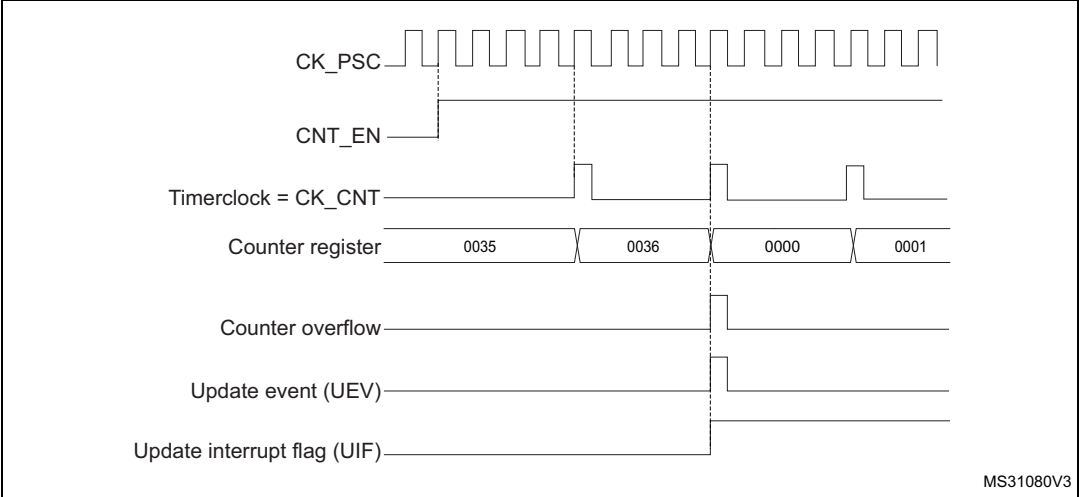 CK_PSC
CNT_EN
Timerclock = CK_CNT
Counter register 0035 0036 0000 0001
Counter overflow
Update event (UEV)
Update interrupt flag (UIF)
MS31080V3